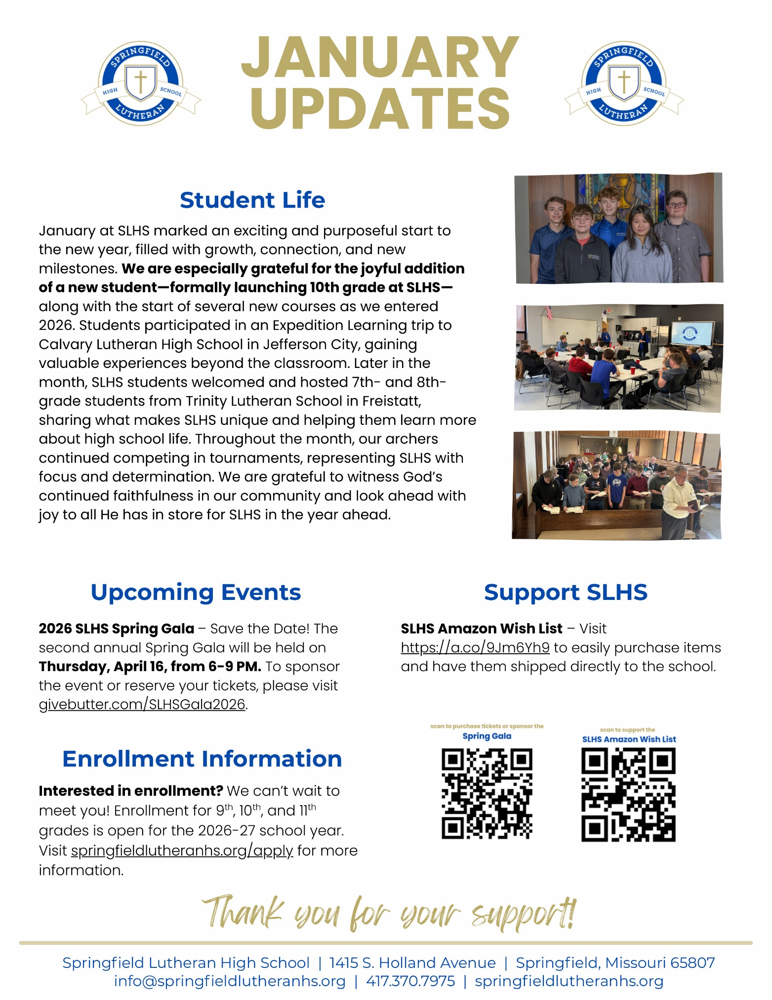 SPRINGFIELD
HIGH SCHOOL
LUTHERAN
JANUARY
UPDATES
SPRINGFIELD
HIGH SCHOOL
LUTHERAN
Student Life
January at SLHS marked an exciting and purposeful start to
the new year, filled with growth, connection, and new
milestones. We are especially grateful for the joyful addition
of a new student—formally launching 10th grade at SLHS—
along with the start of several new courses as we entered
2026. Students participated in an Expedition Learning trip to
Calvary Lutheran High School in Jefferson City, gaining
valuable experiences beyond the classroom. Later in the
month, SLHS students welcomed and hosted 7th- and 8th-
grade students from Trinity Lutheran School in Freistatt,
sharing what makes SLHS unique and helping them learn more
about high school life. Throughout the month, our archers
continued competing in tournaments, representing SLHS with
focus and determination. We are grateful to witness God’s
continued faithfulness in our community and look ahead with
joy to all He has in store for SLHS in the year ahead.
Upcoming Events
2026 SLHS Spring Gala – Save the Date! The
second annual Spring Gala will be held on
Thursday, April 16, from 6-9 PM. To sponsor
the event or reserve your tickets, please visit
givebutter.com/SLHSGala2026.
Enrollment Information
Interested in enrollment? We can’t wait to
meet you! Enrollment for 9th, 10th, and 11th
grades is open for the 2026-27 school year.
Visit springfieldlutheranhs.org/apply for more
information.
Support SLHS
SLHS Amazon Wish List – Visit
https://a.co/9Jm6Yh9 to easily purchase items
and have them shipped directly to the school.
scan to purchase tickets or sponsor the
Spring Gala
scan to support the
SLHS Amazon Wish List
Thank you for your support!
Springfield Lutheran High School | 1415 S. Holland Avenue | Springfield, Missouri 65807
info@springfieldlutheranhs.org | 417.370.7975 | springfieldlutheranhs.org